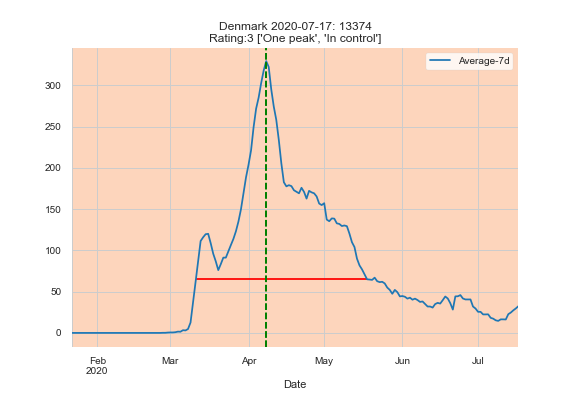 Denmark 2020-07-17: 13374
Rating:3 ['One peak', 'In control']
Average-7d
300
250
200
150
100
50
0
Feb
2020
Mar
Apr
May
Jun
Jul
Date